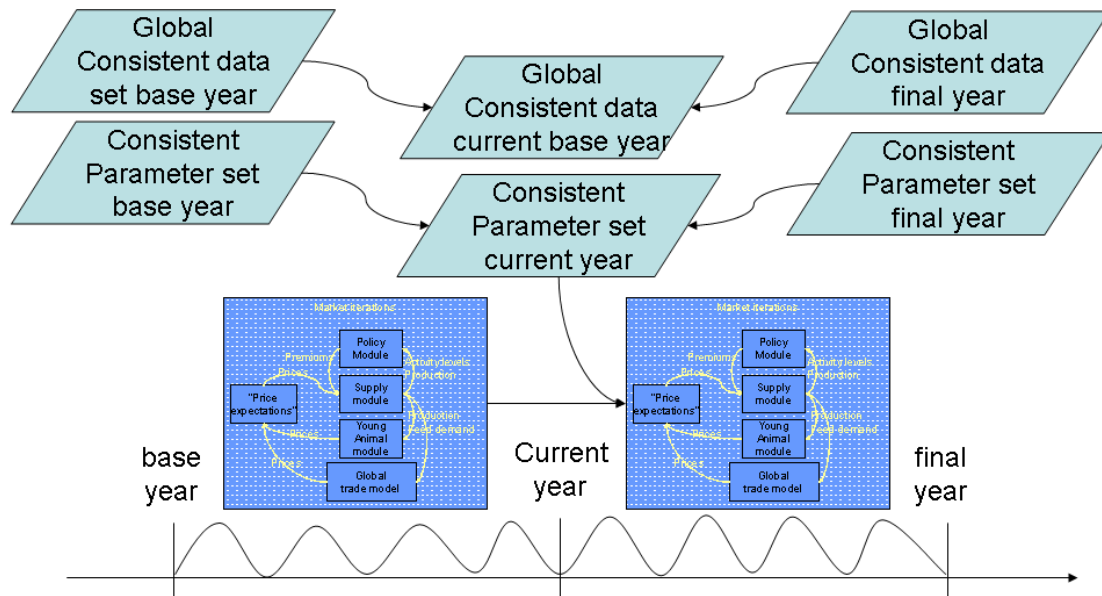 Global
Consistent data
set base year
Global
Consistent data
current base year
Global
Consistent data
final year
Consistent
Parameter set
base year
Consistent
Parameter set
current year
Consistent
Parameter set
final year
Market iterations
Policy
Module
Premiums
Activity levels
Production
Prices
Supply
module
"Price
expectations"
Production
Feed demand
Prices
Young
Animal
module
Prices
Global
trade model
Market iterations
Policy
Module
Premiums
Activity levels
Production
Prices
Supply
module
"Price
expectations"
Production
Feed demand
Prices
Young
Animal
module
Prices
Global
trade model
base
year
Current
year
final
year